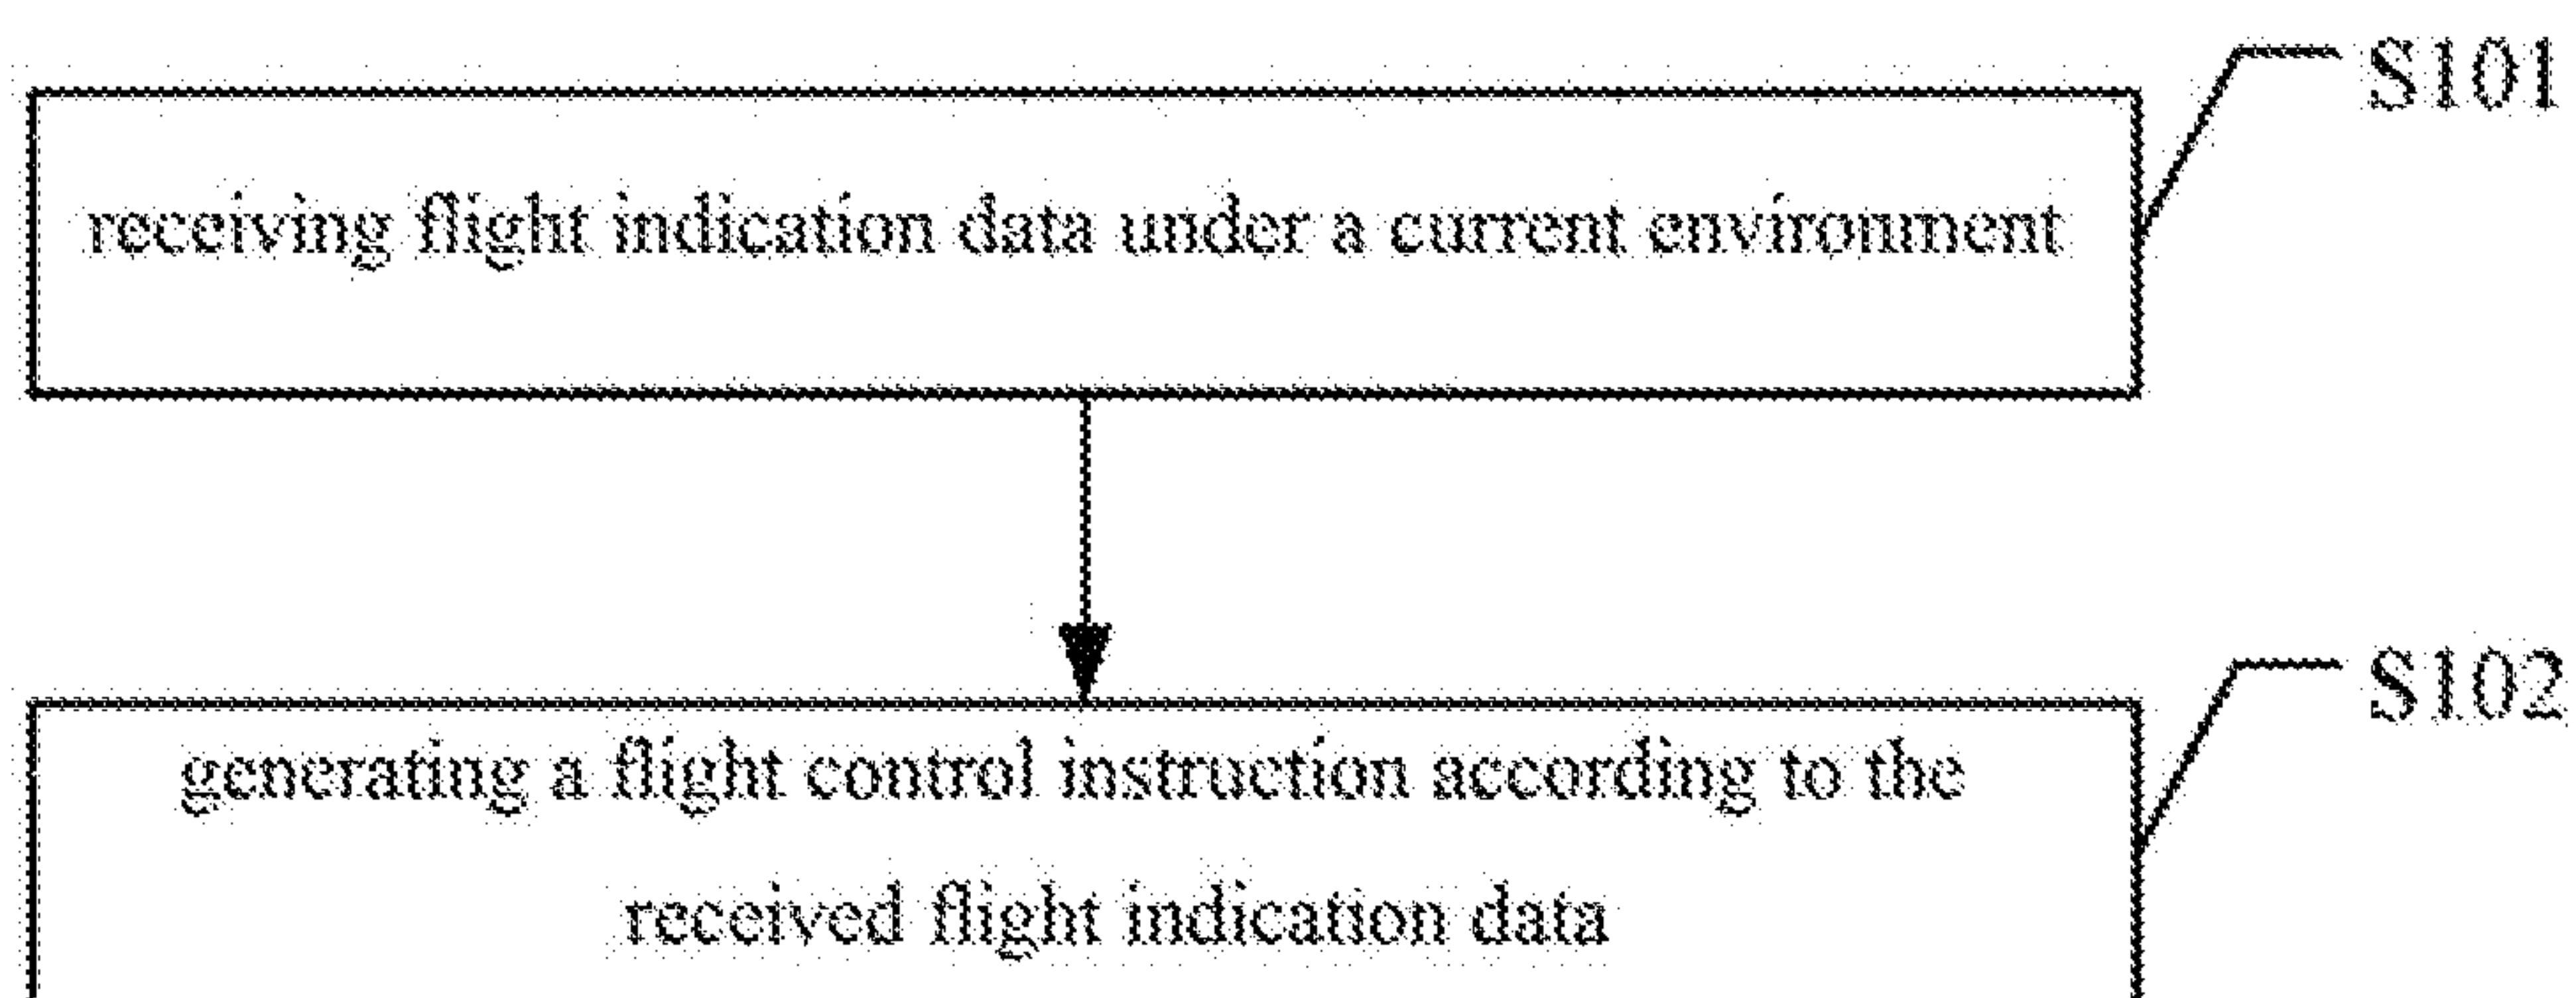 S101
receiving flight indication data under a current environment
S102
generating a flight control instruction according to the
received flight indication data